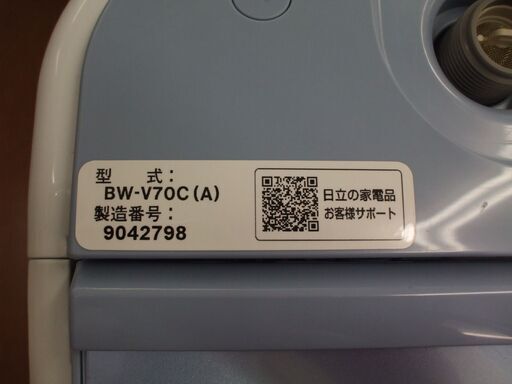 型 式：
BW-V70C(A)
製造番号：
9042798
日立の家電品
お客様サポート